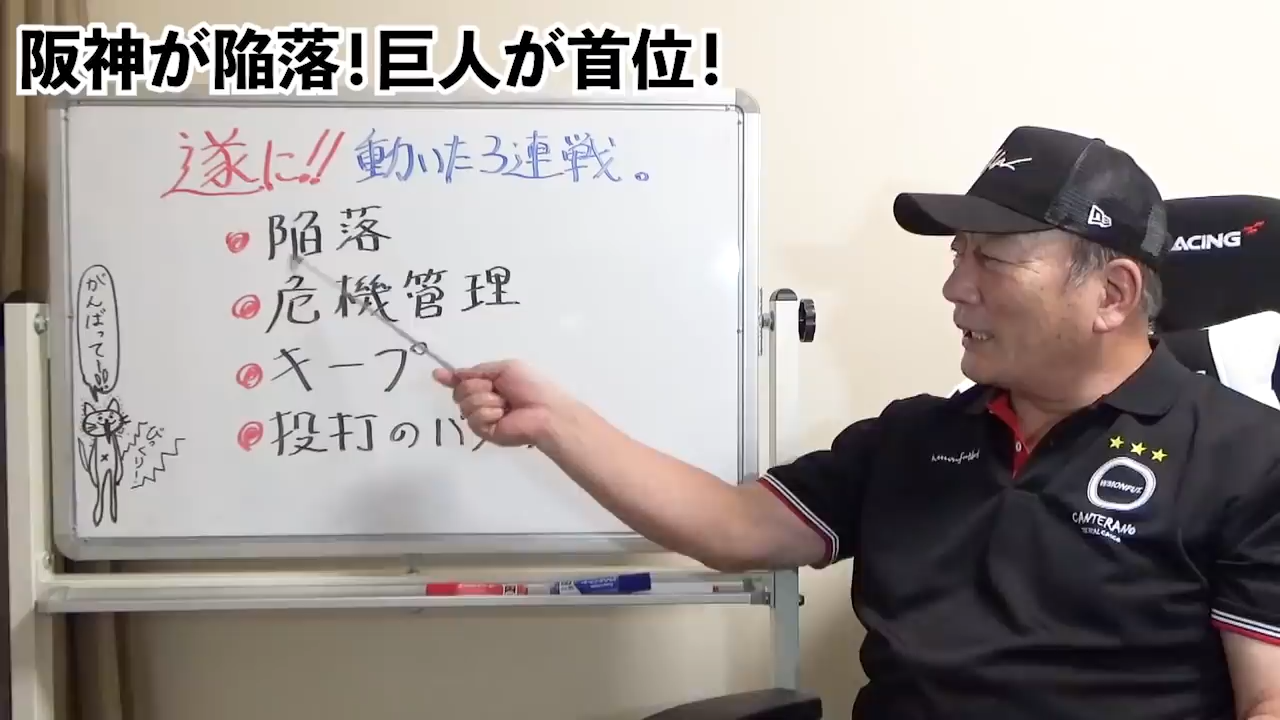 阪神が陥落!巨人が首位!
遂に!! 動いた3連戦。
陥落
危機管理
キープ
投打のバ
がんばって
びっくり!
ACING
CANTERANO